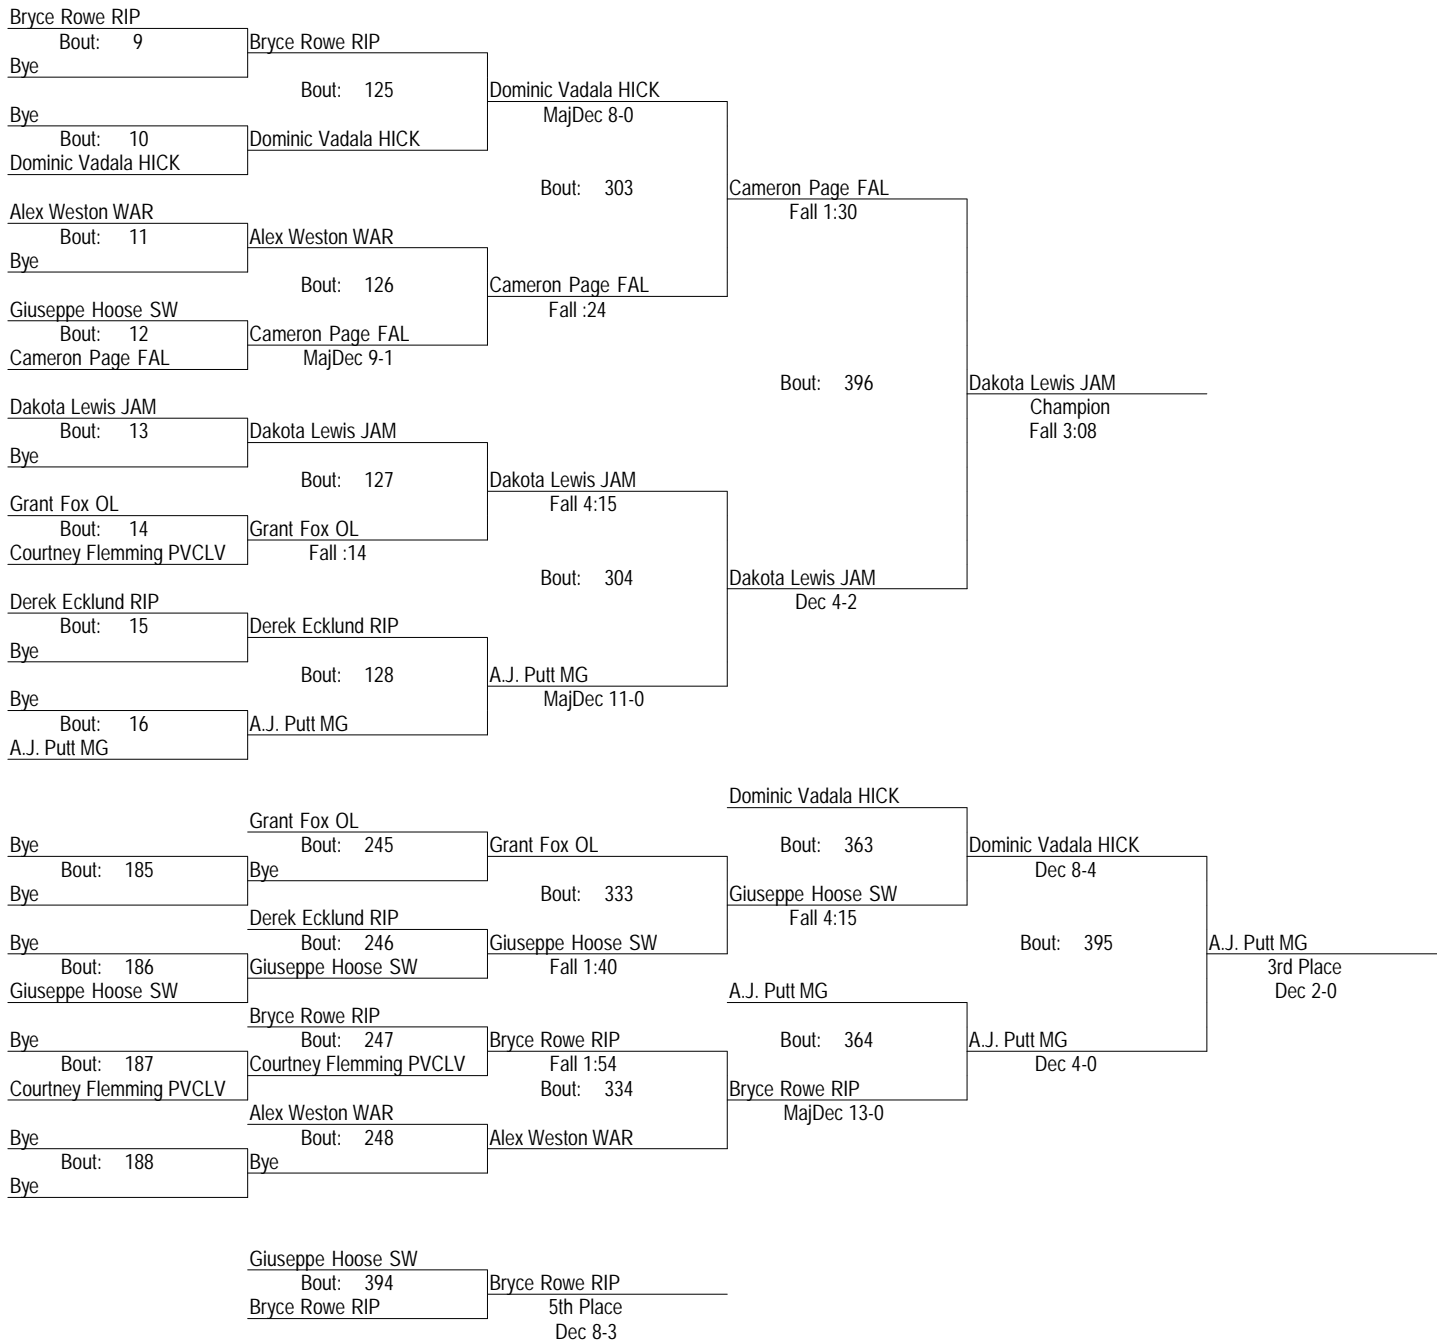 Bryce Rowe RIP
Bout: 9
Bryce Rowe RIP
Bye
Bout: 125
Dominic Vadala HICK
Bye
MajDec 8-0
Bout: 10
Dominic Vadala HICK
Dominic Vadala HICK
Bout: 303
Cameron Page FAL
Alex Weston WAR
Fall 1:30
Bout: 11
Alex Weston WAR
Bye
Bout: 126
Cameron Page FAL
Giuseppe Hoose SW
Fall :24
Bout: 12
Cameron Page FAL
Cameron Page FAL
MajDec 9-1
Bout: 396
Dakota Lewis JAM
Dakota Lewis JAM
Champion
Bout: 13
Dakota Lewis JAM
Fall 3:08
Bye
Bout: 127
Dakota Lewis JAM
Grant Fox OL
Fall 4:15
Bout: 14
Grant Fox OL
Courtney Flemming PVCLV
Fall :14
Bout: 304
Dakota Lewis JAM
Derek Ecklund RIP
Dec 4-2
Bout: 15
Derek Ecklund RIP
Bye
Bout: 128
A.J. Putt MG
Bye
MajDec 11-0
Bout: 16
A.J. Putt MG
A.J. Putt MG
Dominic Vadala HICK
Grant Fox OL
Bye
Bout: 245
Grant Fox OL
Bout: 363
Dominic Vadala HICK
Bout: 185
Bye
Dec 8-4
Bye
Bout: 333
Giuseppe Hoose SW
Derek Ecklund RIP
Fall 4:15
Bye
Bout: 246
Giuseppe Hoose SW
Bout: 395
A.J. Putt MG
Bout: 186
Giuseppe Hoose SW
Fall 1:40
3rd Place
Giuseppe Hoose SW
A.J. Putt MG
Dec 2-0
Bryce Rowe RIP
Bye
Bout: 247
Bryce Rowe RIP
Bout: 364
A.J. Putt MG
Bout: 187
Courtney Flemming PVCLV
Fall 1:54
Dec 4-0
Courtney Flemming PVCLV
Bout: 334
Bryce Rowe RIP
Alex Weston WAR
MajDec 13-0
Bye
Bout: 248
Alex Weston WAR
Bout: 188
Bye
Bye
Giuseppe Hoose SW
Bout: 394
Bryce Rowe RIP
Bryce Rowe RIP
5th Place
Dec 8-3